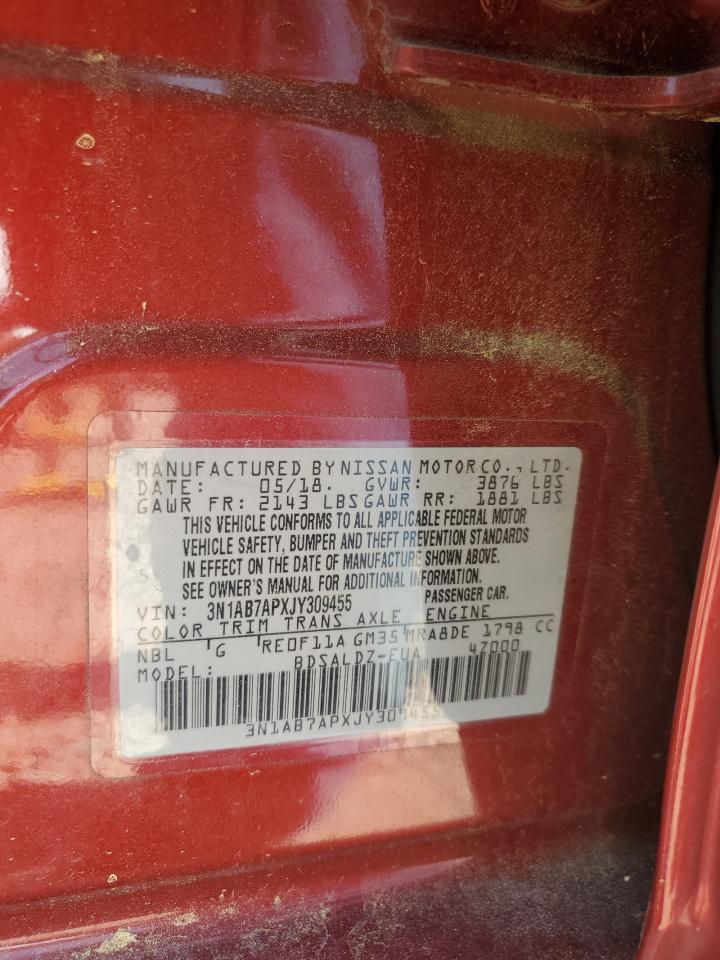 MANUFACTURED BY NISSAN MOTOR CO., LTD.
DATE: 05/18. GVWR: 3876 LBS
GAWR FR: 2143 LBS GAWR RR: 1881 LBS
THIS VEHICLE CONFORMS TO ALL APPLICABLE FEDERAL MOTOR
VEHICLE SAFETY, BUMPER AND THEFT PREVENTION STANDARDS
IN EFFECT ON THE DATE OF MANUFACTURE SHOWN ABOVE.
SEE OWNER'S MANUAL FOR ADDITIONAL INFORMATION.
VIN: 3N1AB7APXJY309455 PASSENGER CAR.
COLOR TRIM TRANS AXLE ENGINE
NBL G RE0F11A GM35 MRA8DE 1798 CC
MODEL: BDSALDZ-EUA 4Z000
3N1AB7APXJY309455